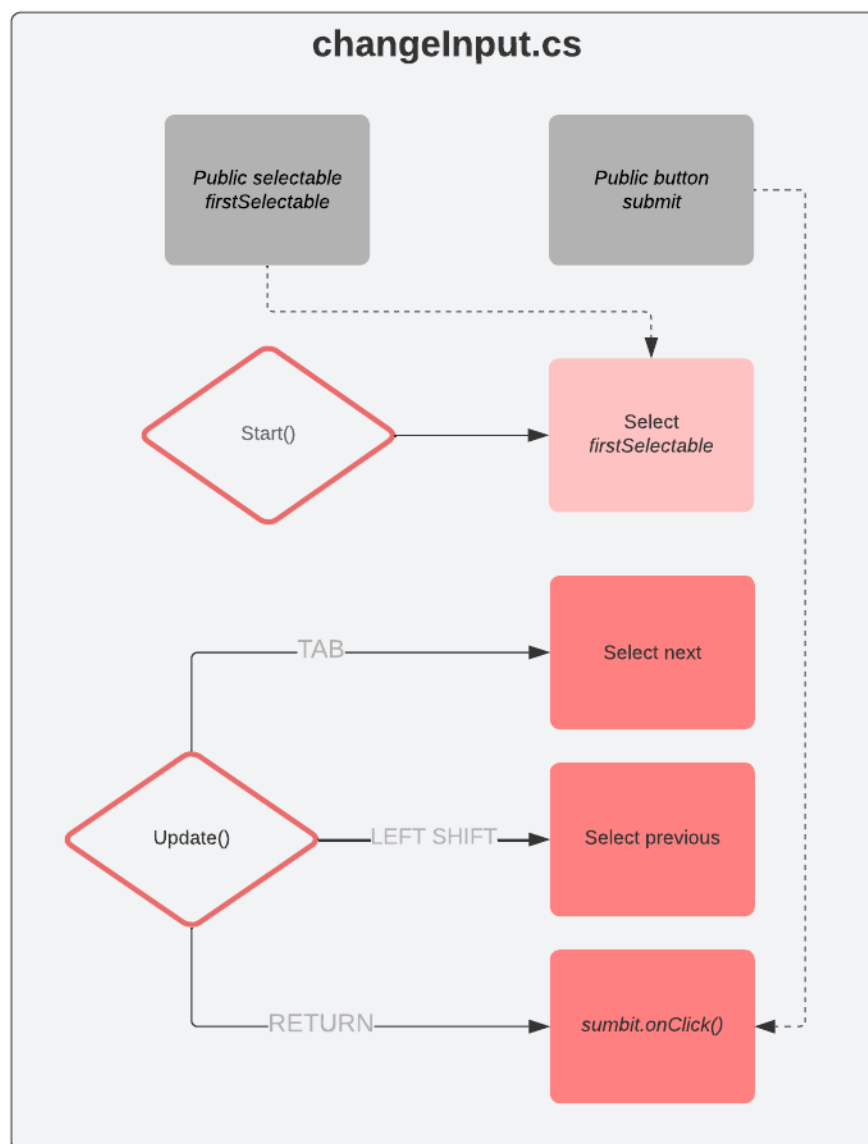 changeInput.cs
Public selectable
firstSelectable
Public button
submit
Start()
Select
firstSelectable
TAB
Select next
Update()
LEFT SHIFT
Select previous
RETURN
sumbit.onClick()